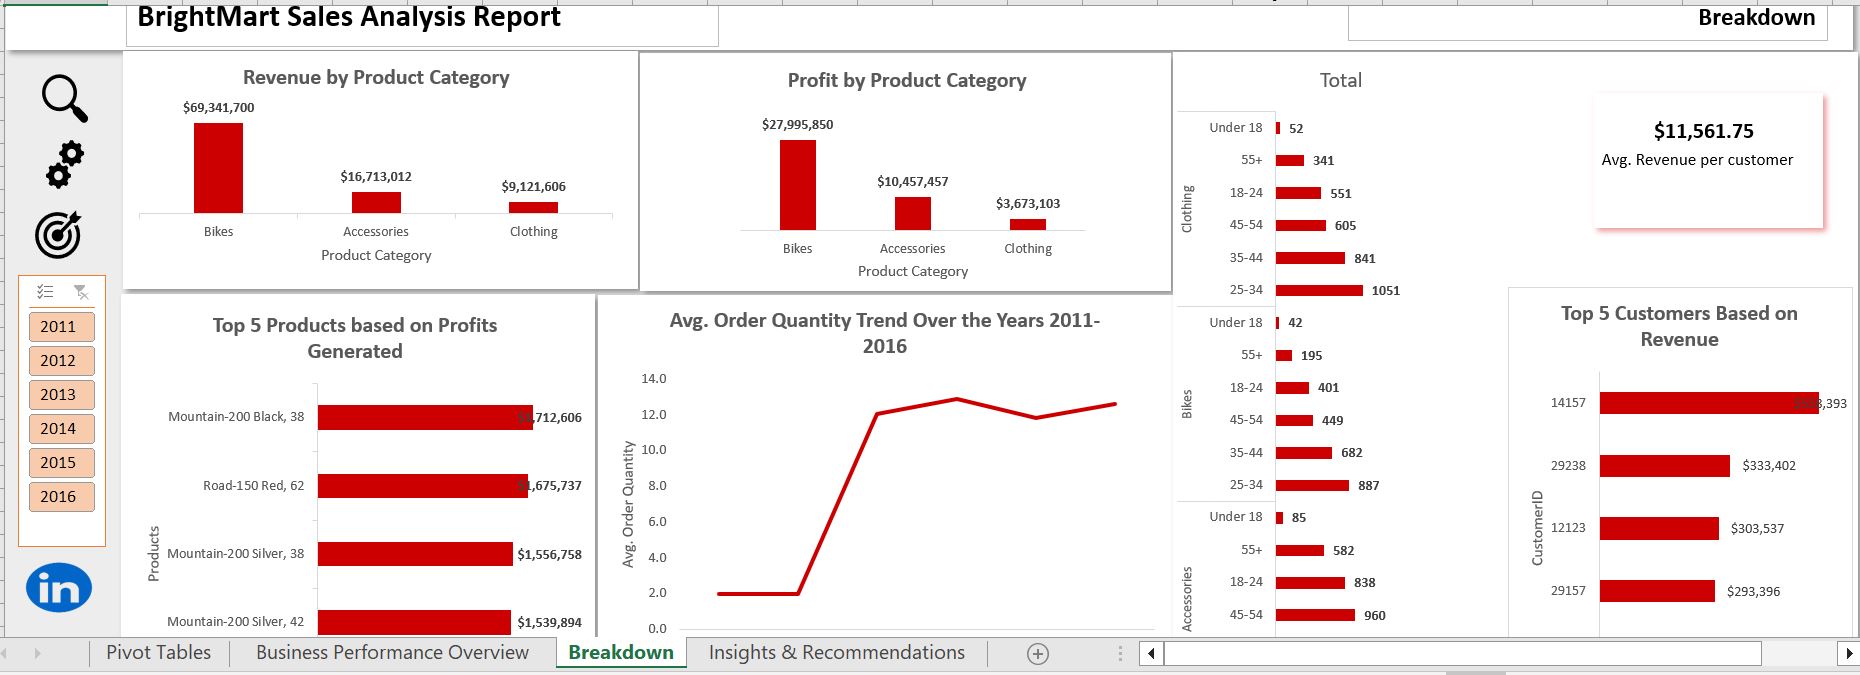 BrightMart Sales Analysis Report
Breakdown
Revenue by Product Category
$69,341,700
$16,713,012
$9,121,606
Bikes
Accessories
Clothing
Product Category
Profit by Product Category
$27,995,850
$10,457,457
$3,673,103
Bikes
Accessories
Clothing
Product Category
Total
Clothing
Under 18 52
55+ 341
18-24 551
45-54 605
35-44 841
25-34 1051
Bikes
Under 18 42
55+ 195
18-24 401
45-54 449
35-44 682
25-34 887
Accessories
Under 18 85
55+ 582
18-24 838
45-54 960
$11,561.75
Avg. Revenue per customer
2011
2012
2013
2014
2015
2016
in
Top 5 Products based on Profits
Generated
Products
Mountain-200 Black, 38 $1,712,606
Road-150 Red, 62 $1,675,737
Mountain-200 Silver, 38 $1,556,758
Mountain-200 Silver, 42 $1,539,894
Avg. Order Quantity Trend Over the Years 2011-
2016
Avg. Order Quantity
14.0
12.0
10.0
8.0
6.0
4.0
2.0
0.0
Top 5 Customers Based on
Revenue
CustomerID
14157
29238 $333,402
12123 $303,537
29157 $293,396
Pivot Tables
Business Performance Overview
Breakdown
Insights & Recommendations